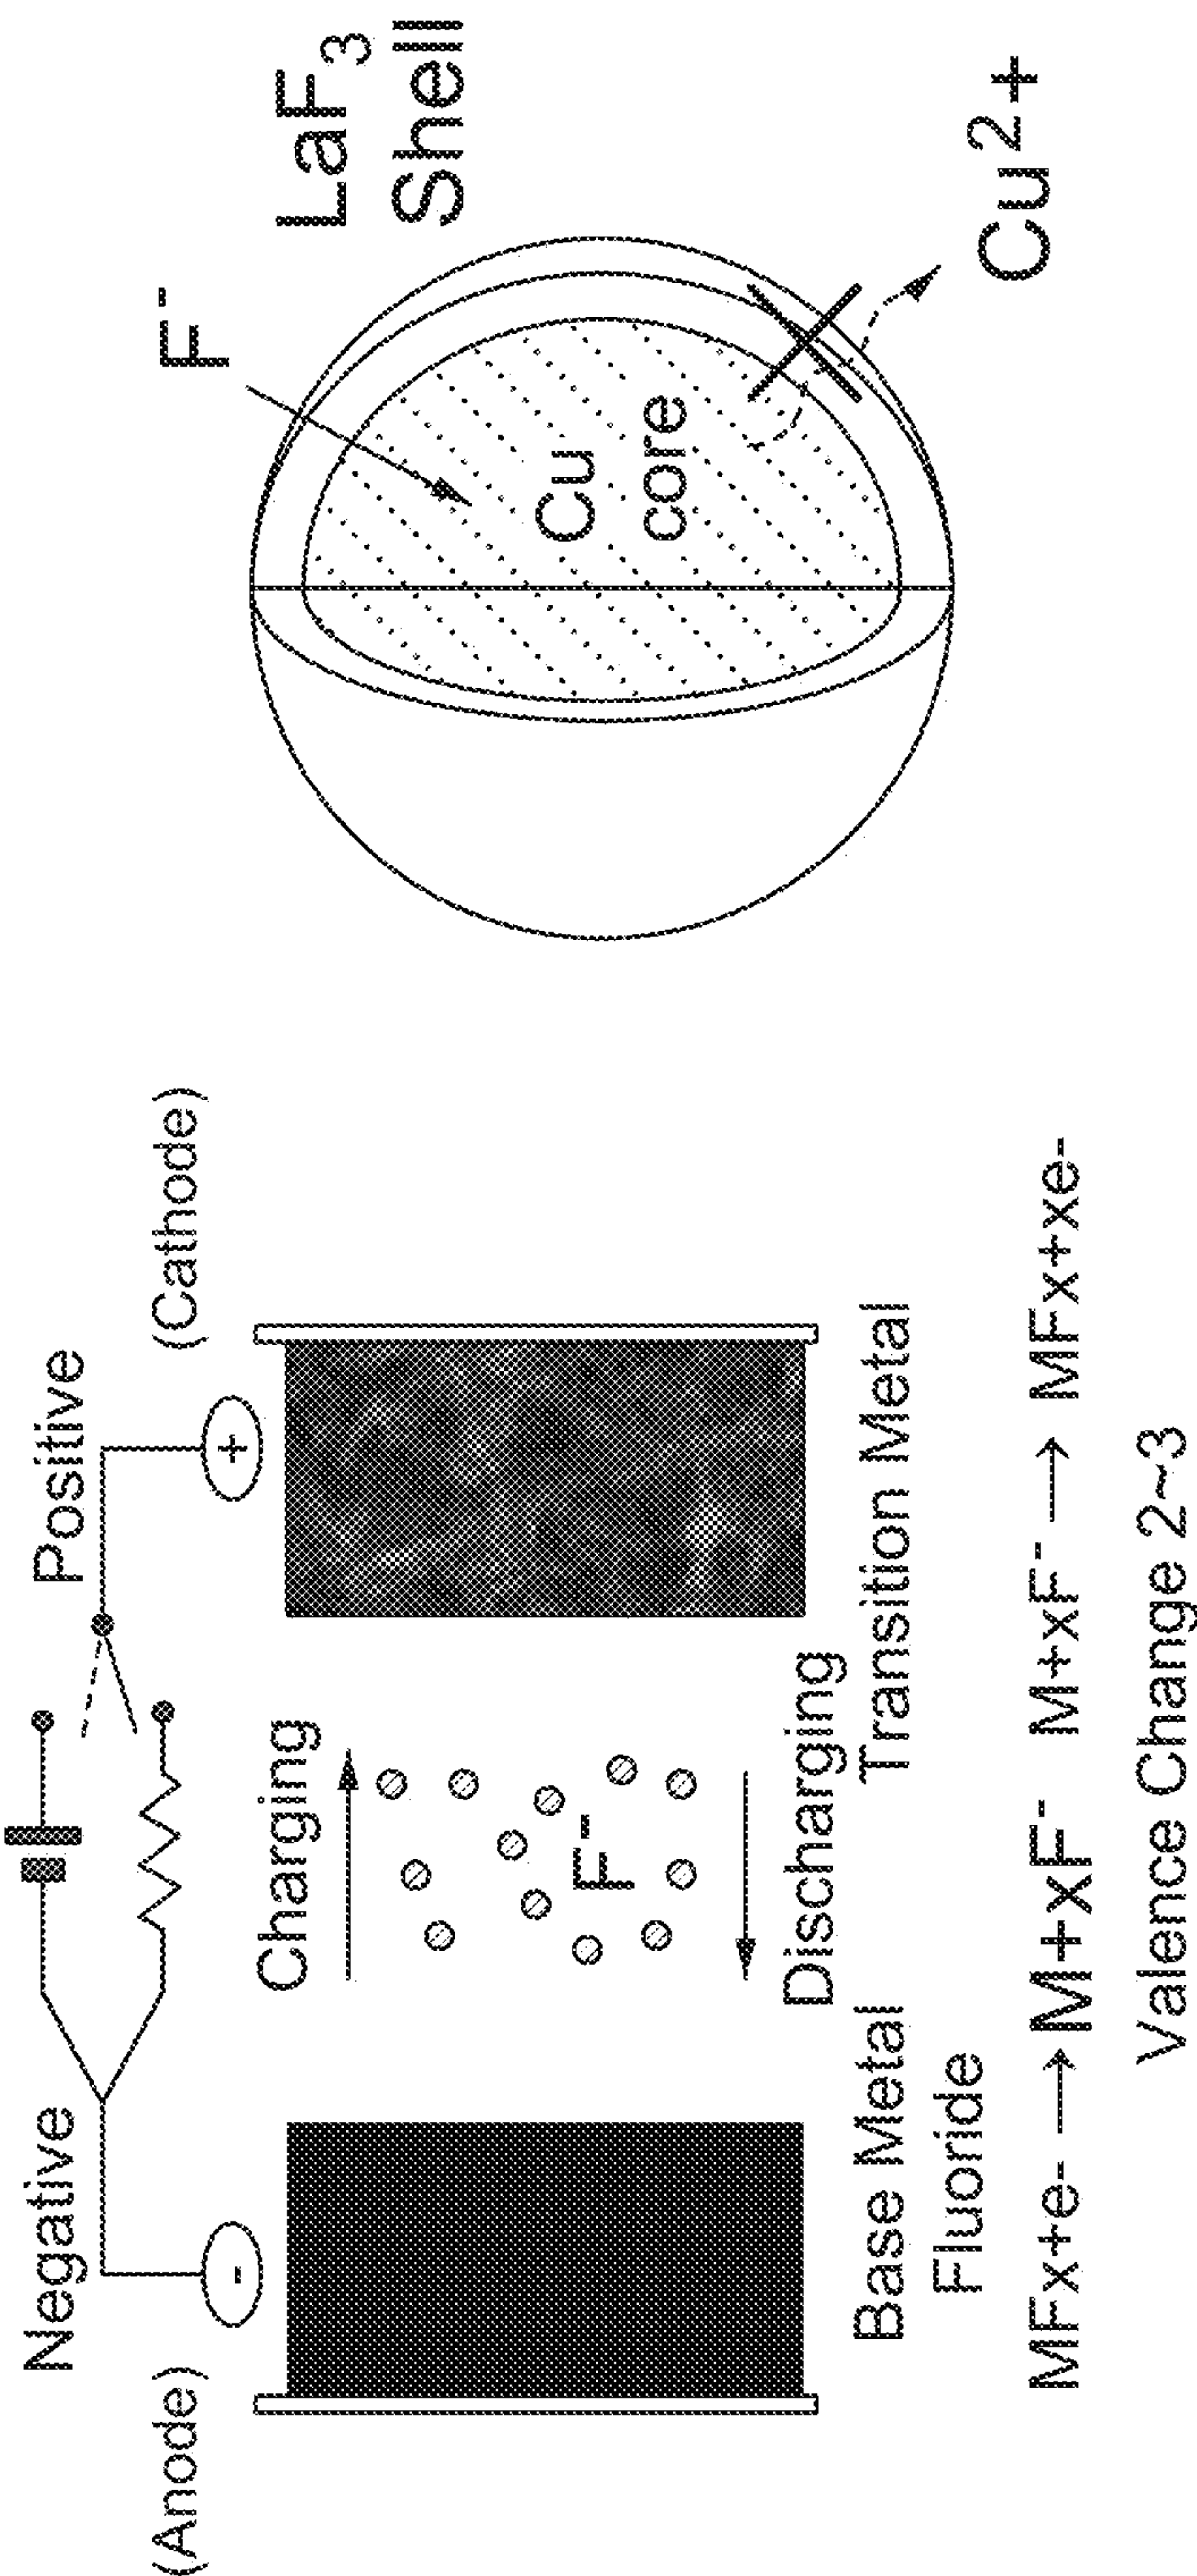 Negative
Positive
(Anode)
(Cathode)
-
+
Charging
F-
Discharging
Base Metal
Fluoride
Transition Metal
MFx+e- → M+xF- M+xF- → MFx+xe-
Valence Change 2~3
F-
LaF3
Shell
Cu
core
Cu2+